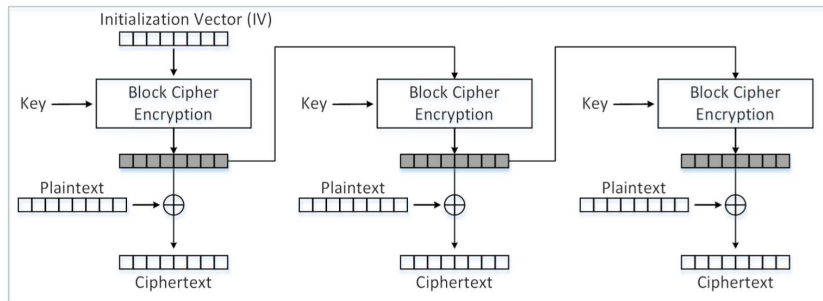 Initialization Vector (IV)
Key
Block Cipher
Encryption
Key
Block Cipher
Encryption
Key
Block Cipher
Encryption
Plaintext
Plaintext
Plaintext
Ciphertext
Ciphertext
Ciphertext